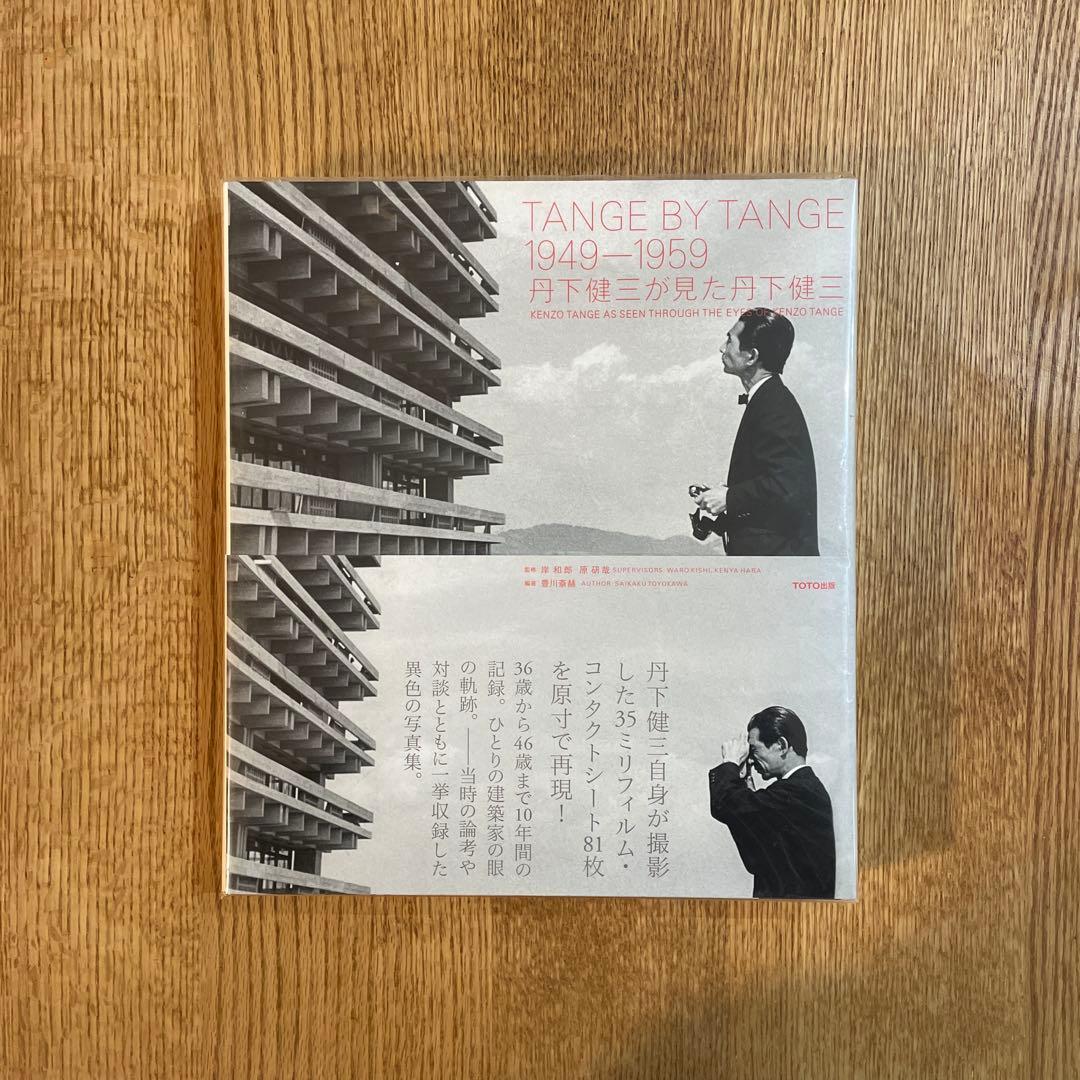 TANGE BY TANGE
1949—1959
丹下健三が見た丹下健三
KENZO TANGE AS SEEN THROUGH THE EYES OF KENZO TANGE
監修 岸 和郎 原 研哉 SUPERVISORS: WARO KISHI, KENYA HARA
編著 豊川斎赫 AUTHOR: SAIKAKU TOYOKAWA
TOTO出版
丹下健三自身が撮影
した35ミリフィルム・
コンタクトシート81枚
を原寸で再現!
36歳から46歳まで10年間の
記録。ひとりの建築家の眼
の軌跡。——当時の論考や
対談とともに一挙収録した
異色の写真集。